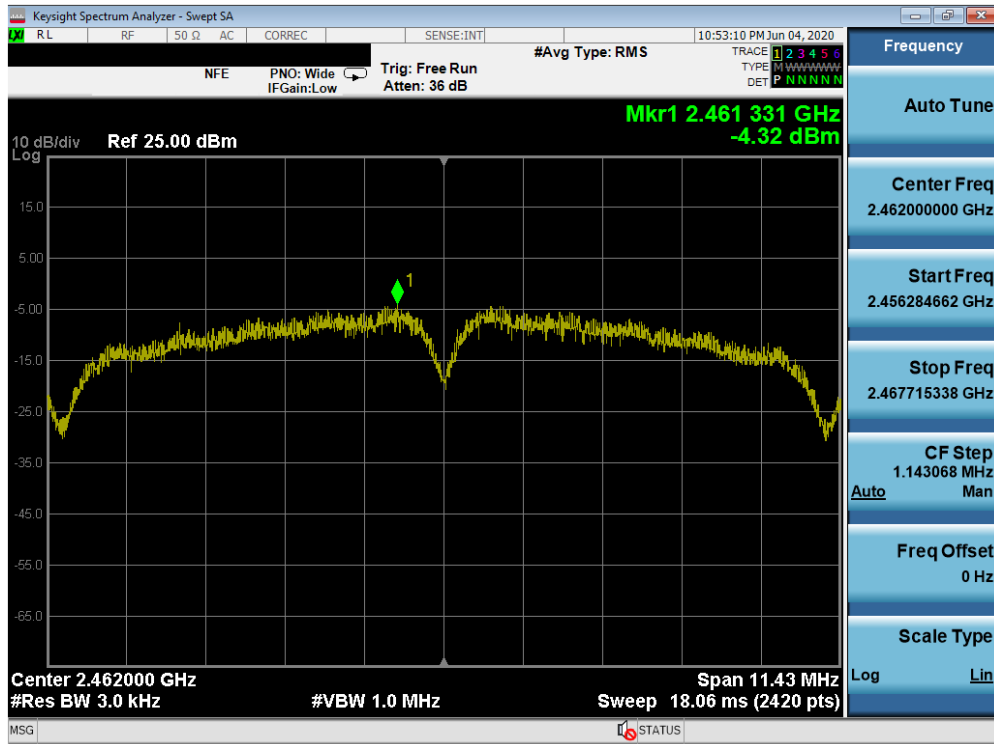 Keysight Spectrum Analyzer - Swept SA
LXI RL RF 50 Ω AC CORREC SENSE:INT 10:53:10 PM Jun 04, 2020
#Avg Type: RMS TRACE 1 2 3 4 5 6
NFE PNO: Wide Trig: Free Run TYPE M W W W W W
IFGain:Low Atten: 36 dB DET P N N N N N
Mkr1 2.461 331 GHz
-4.32 dBm
10 dB/div Ref 25.00 dBm
Log
15.0
5.00
1
-5.00
-15.0
-25.0
-35.0
-45.0
-55.0
-65.0
Center 2.462000 GHz Span 11.43 MHz
#Res BW 3.0 kHz #VBW 1.0 MHz Sweep 18.06 ms (2420 pts)
MSG STATUS
Frequency
Auto Tune
Center Freq
2.462000000 GHz
Start Freq
2.456284662 GHz
Stop Freq
2.467715338 GHz
CF Step
1.143068 MHz
Auto Man
Freq Offset
0 Hz
Scale Type
Log Lin